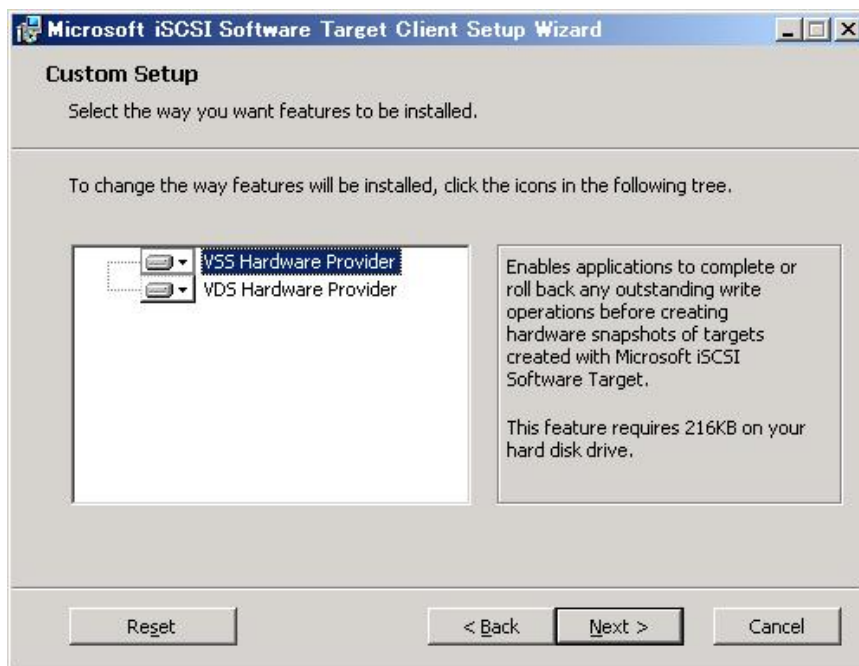 Microsoft iSCSI Software Target Client Setup Wizard
Custom Setup
Select the way you want features to be installed.
To change the way features will be installed, click the icons in the following tree.
VSS Hardware Provider
VDS Hardware Provider
Enables applications to complete or
roll back any outstanding write
operations before creating
hardware snapshots of targets
created with Microsoft iSCSI
Software Target.
This feature requires 216KB on your
hard disk drive.
Reset
< Back
Next >
Cancel